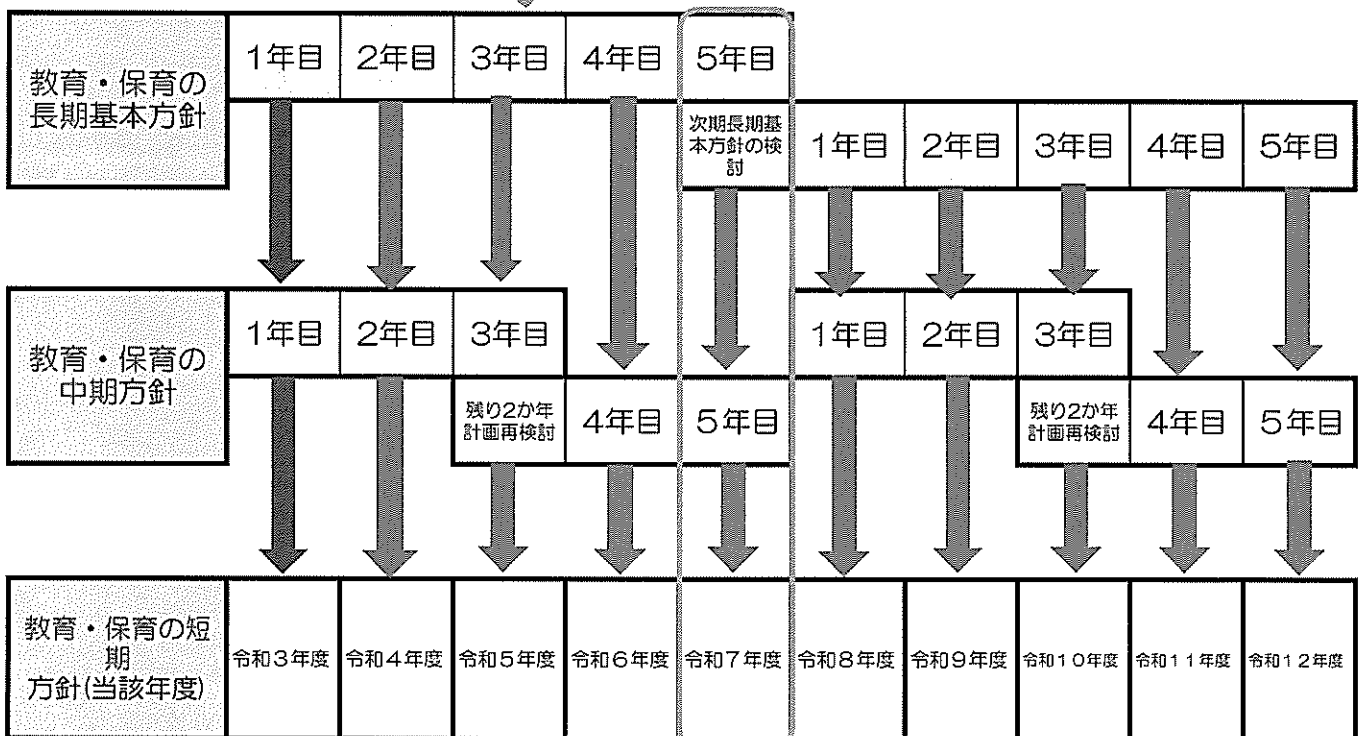 教育・保育の
長期基本方針
1年目
2年目
3年目
4年目
5年目
次期長期基
本方針の検
討
1年目
2年目
3年目
4年目
5年目
教育・保育の
中期方針
1年目
2年目
3年目
1年目
2年目
3年目
残り2か年
計画再検討
4年目
5年目
残り2か年
計画再検討
4年目
5年目
教育・保育の短
期
方針(当該年度)
令和3年度
令和4年度
令和5年度
令和6年度
令和7年度
令和8年度
令和9年度
令和10年度
令和11年度
令和12年度